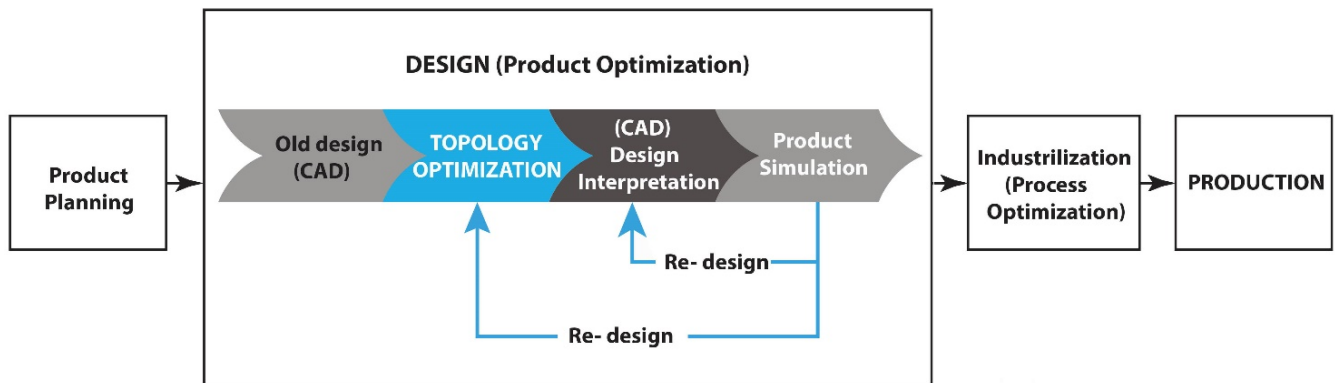 DESIGN (Product Optimization)
Product
Planning
Old design
(CAD)
TOPOLOGY
OPTIMIZATION
(CAD)
Design
Interpretation
Product
Simulation
Re- design
Re- design
Industrilization
(Process
Optimization)
PRODUCTION